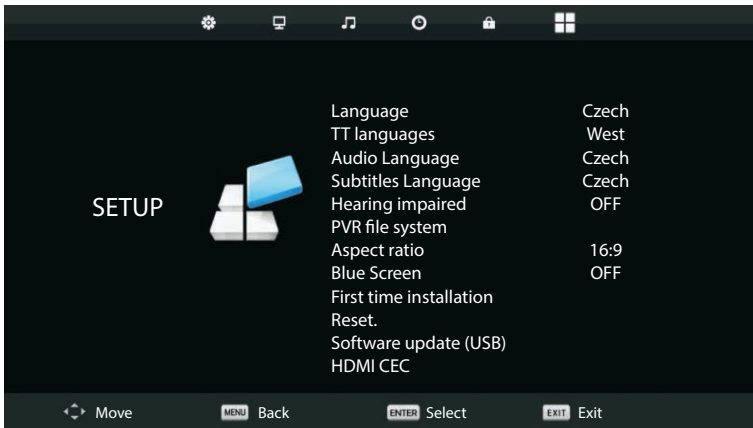 SETUP
Language Czech
TT languages West
Audio Language Czech
Subtitles Language Czech
Hearing impaired OFF
PVR file system
Aspect ratio 16:9
Blue Screen OFF
First time installation
Reset.
Software update (USB)
HDMI CEC
Move MENU Back ENTER Select EXIT Exit